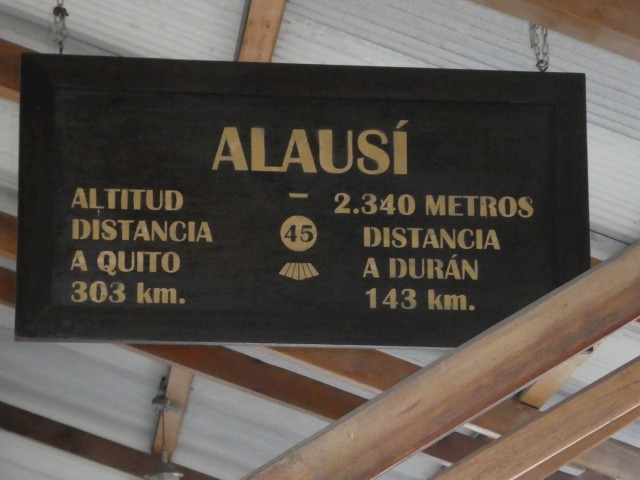 ALAUSÍ
ALTITUD – 2.340 METROS
DISTANCIA A QUITO 303 km.
45
DISTANCIA A DURÁN 143 km.